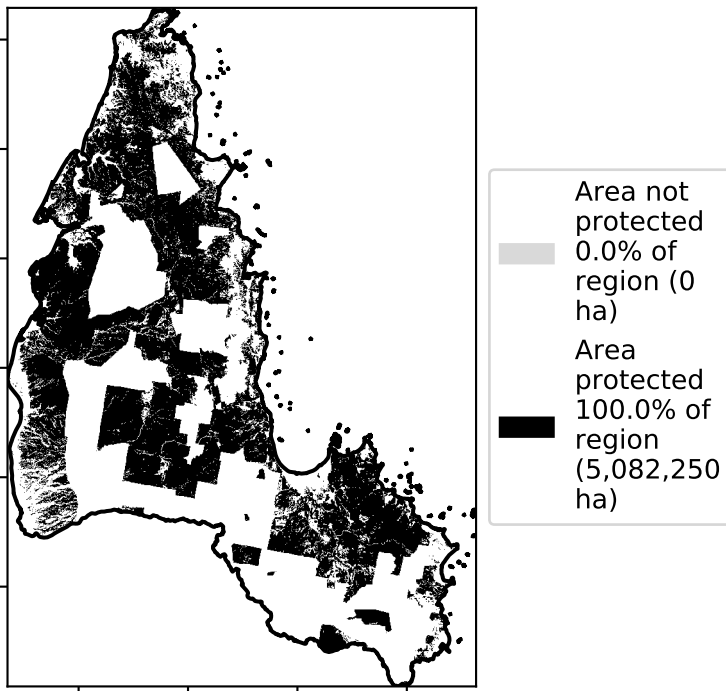 Area not
protected
0.0% of
region (0
ha)
Area
protected
100.0% of
region
(5,082,250
ha)